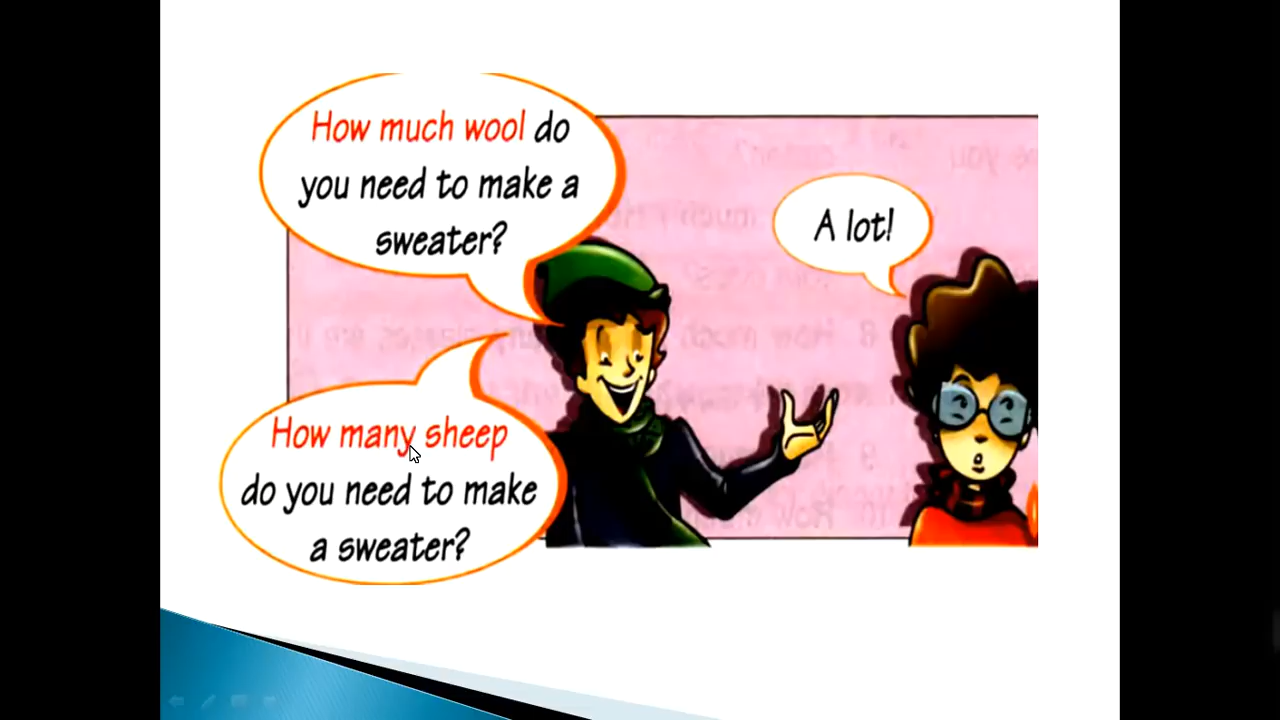 How much wool do
you need to make a
sweater?
A lot!
How many sheep
do you need to make
a sweater?